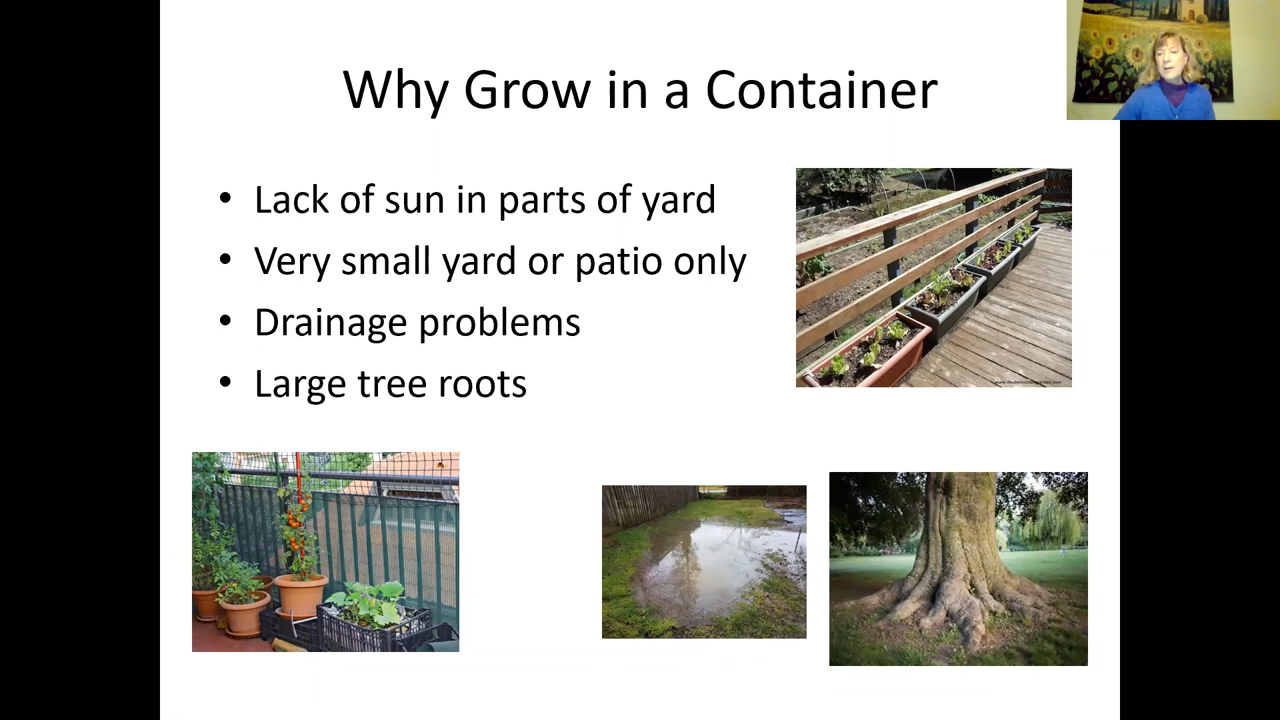 Why Grow in a Container
• Lack of sun in parts of yard
• Very small yard or patio only
• Drainage problems
• Large tree roots